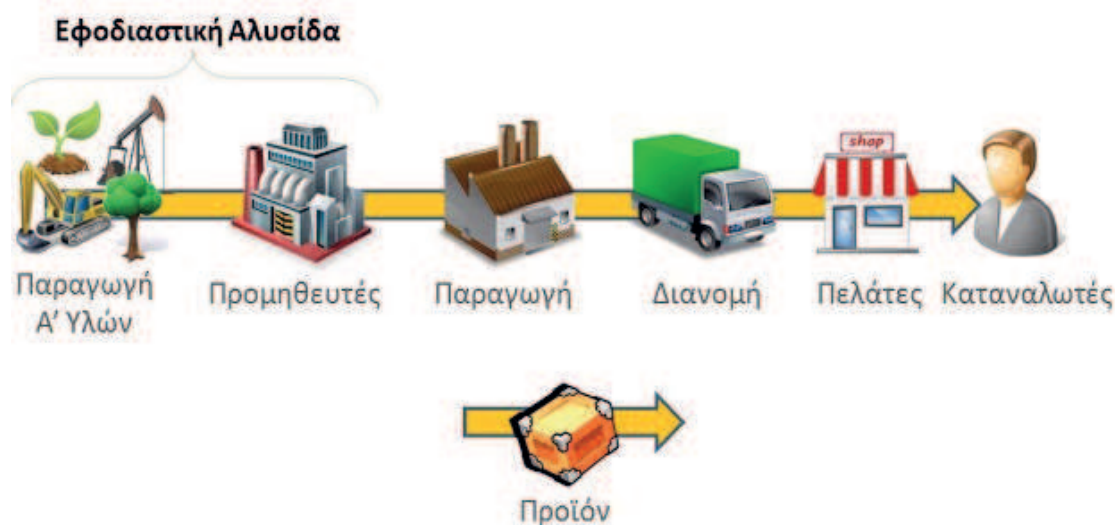 Εφοδιαστική Αλυσίδα
shop
Παραγωγή
Α' Υλών
Προμηθευτές
Παραγωγή
Διανομή
Πελάτες
Καταναλωτές
Προϊόν